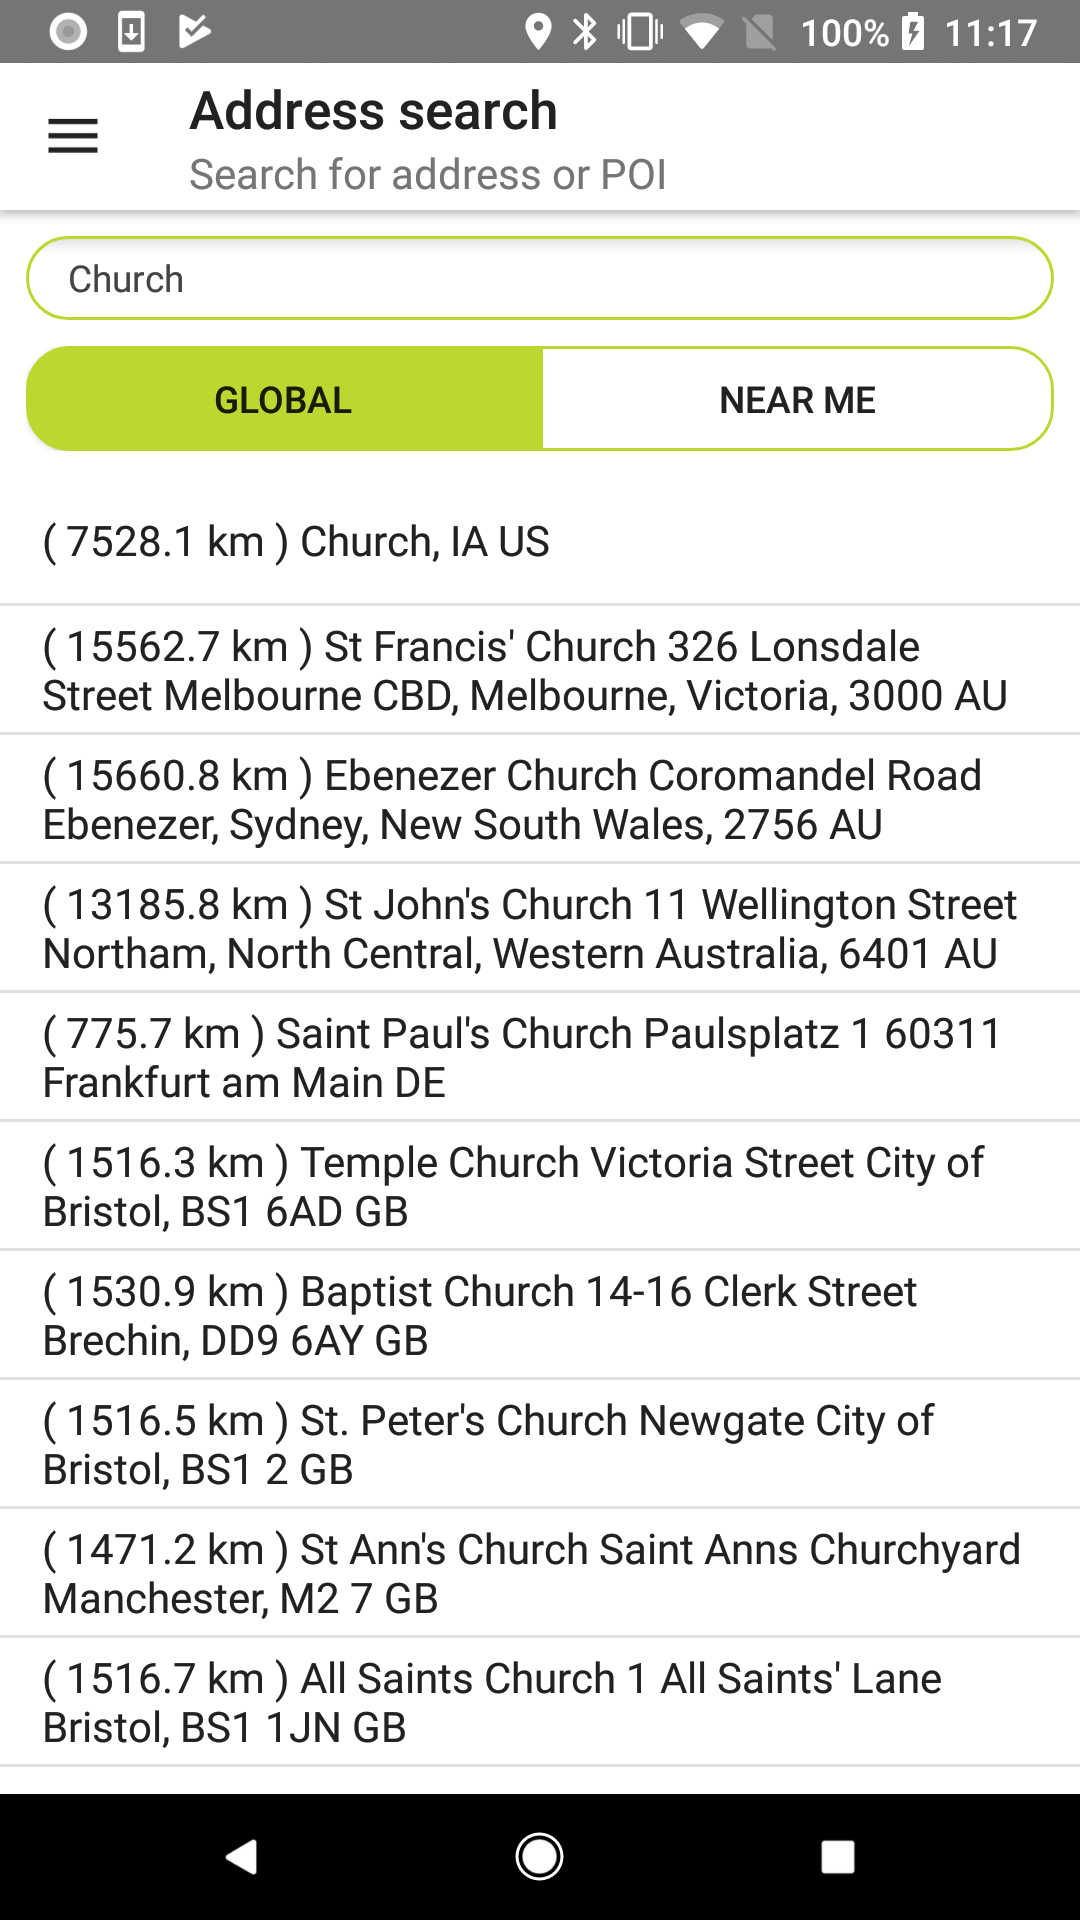 100% 11:17
Address search
Search for address or POI
Church
GLOBAL NEAR ME
( 7528.1 km ) Church, IA US
( 15562.7 km ) St Francis' Church 326 Lonsdale
Street Melbourne CBD, Melbourne, Victoria, 3000 AU
( 15660.8 km ) Ebenezer Church Coromandel Road
Ebenezer, Sydney, New South Wales, 2756 AU
( 13185.8 km ) St John's Church 11 Wellington Street
Northam, North Central, Western Australia, 6401 AU
( 775.7 km ) Saint Paul's Church Paulsplatz 1 60311
Frankfurt am Main DE
( 1516.3 km ) Temple Church Victoria Street City of
Bristol, BS1 6AD GB
( 1530.9 km ) Baptist Church 14-16 Clerk Street
Brechin, DD9 6AY GB
( 1516.5 km ) St. Peter's Church Newgate City of
Bristol, BS1 2 GB
( 1471.2 km ) St Ann's Church Saint Anns Churchyard
Manchester, M2 7 GB
( 1516.7 km ) All Saints Church 1 All Saints' Lane
Bristol, BS1 1JN GB